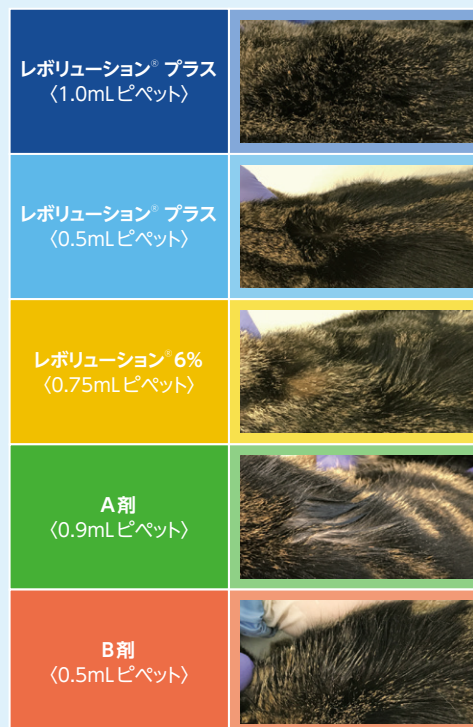 レボリューション® プラス
〈1.0mLピペット〉
レボリューション® プラス
〈0.5mLピペット〉
レボリューション®6%
〈0.75mLピペット〉
A剤
〈0.9mLピペット〉
B剤
〈0.5mLピペット〉